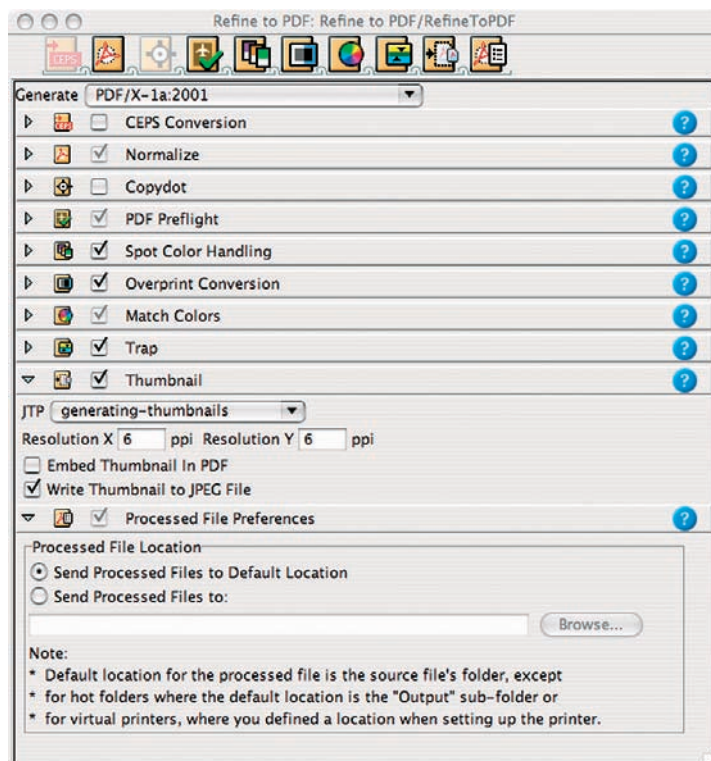 Refine to PDF: Refine to PDF/RefineToPDF
CEPS
Generate PDF/X-1a:2001
CEPS CEPS Conversion ?
Normalize ?
Copydot ?
PDF Preflight ?
Spot Color Handling ?
Overprint Conversion ?
Match Colors ?
Trap ?
Thumbnail ?
JTP generating-thumbnails
Resolution X 6 ppi Resolution Y 6 ppi
Embed Thumbnail In PDF
Write Thumbnail to JPEG File
Processed File Preferences ?
Processed File Location
Send Processed Files to Default Location
Send Processed Files to:
Browse...
Note:
* Default location for the processed file is the source file's folder, except
* for hot folders where the default location is the "Output" sub-folder or
* for virtual printers, where you defined a location when setting up the printer.